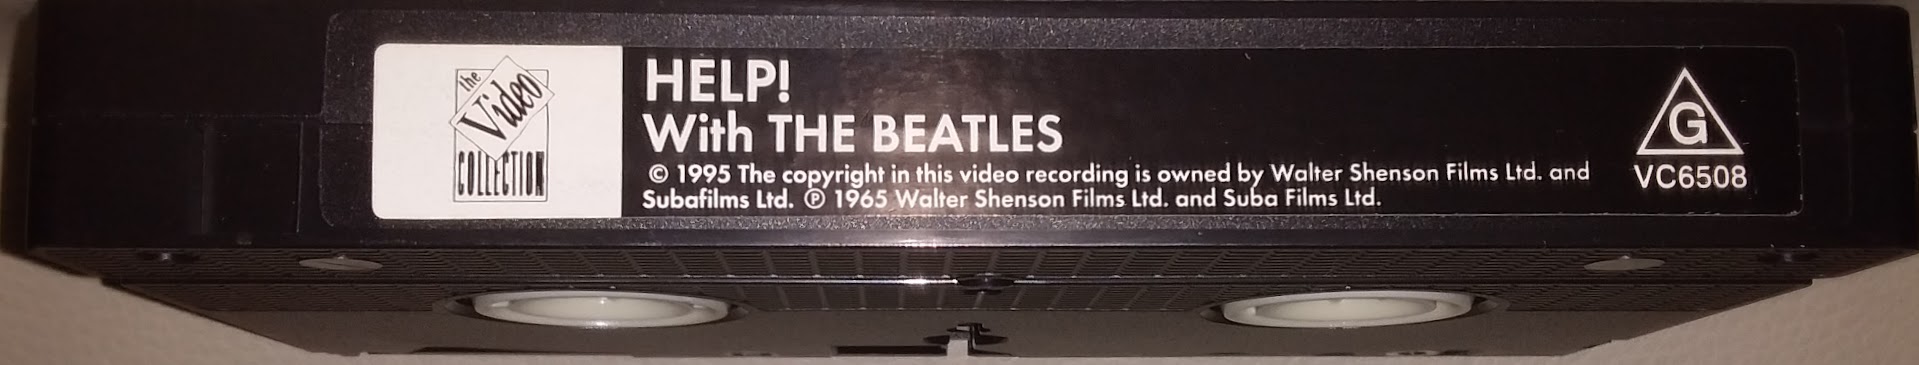 the
Video
COLLECTION
HELP!
With THE BEATLES
© 1995 The copyright in this video recording is owned by Walter Shenson Films Ltd. and
Subafilms Ltd. ℗ 1965 Walter Shenson Films Ltd. and Suba Films Ltd.
G
VC6508